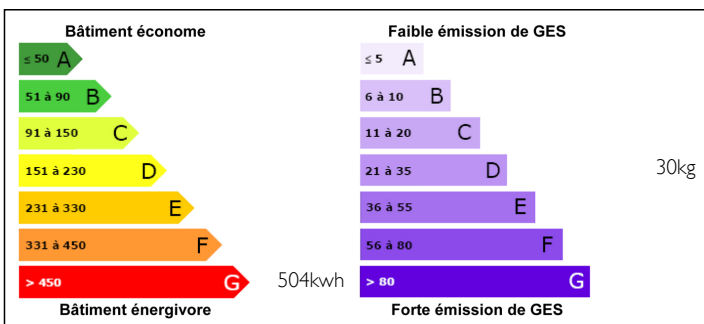 Bâtiment économe
≤ 50 A
51 à 90 B
91 à 150 C
151 à 230 D
231 à 330 E
331 à 450 F
> 450 G 504kwh
Bâtiment énergivore
Faible émission de GES
≤ 5 A
6 à 10 B
11 à 20 C
21 à 35 D 30kg
36 à 55 E
56 à 80 F
> 80 G
Forte émission de GES